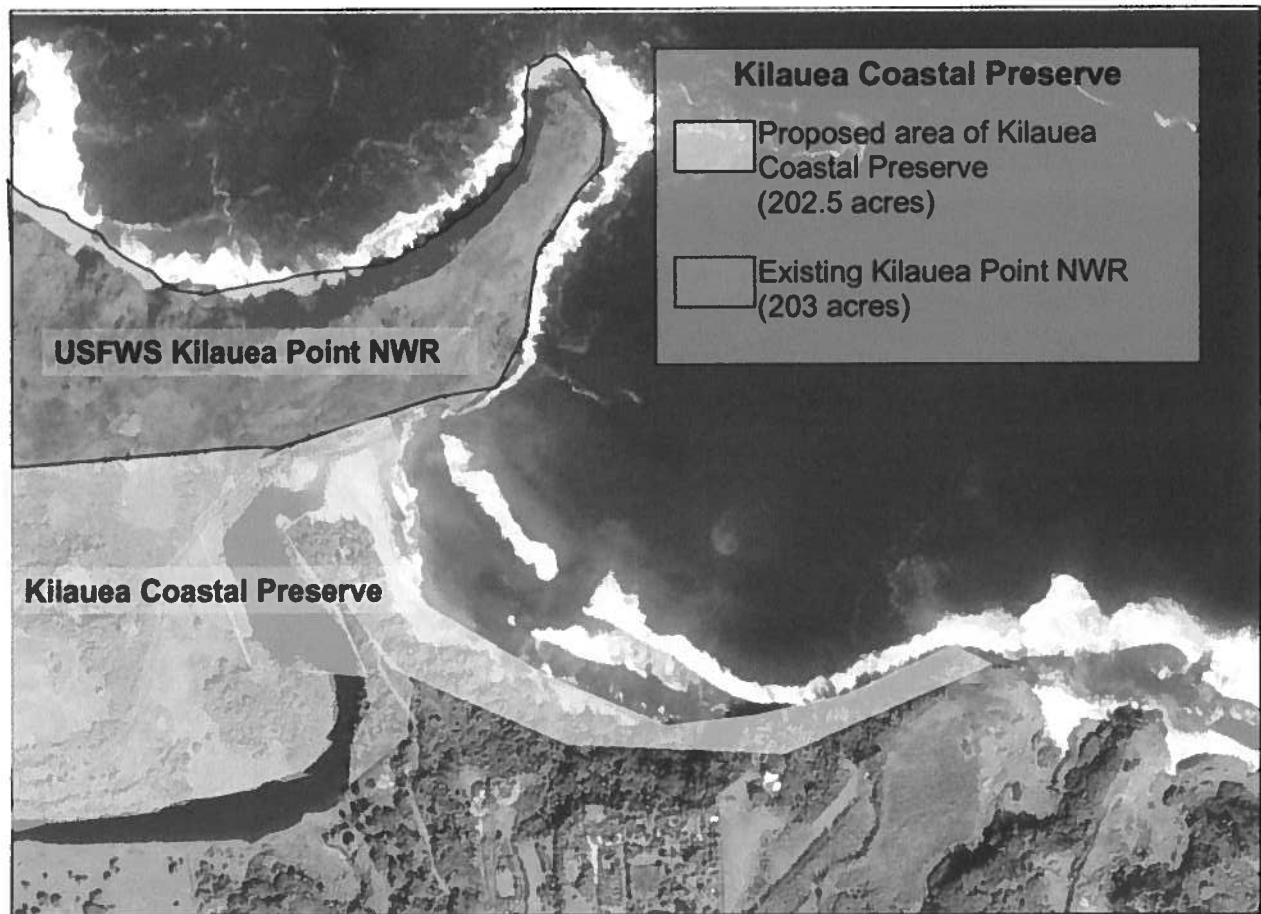 Kilauea Coastal Preserve
Proposed area of Kilauea
Coastal Preserve
(202.5 acres)
Existing Kilauea Point NWR
(203 acres)
USFWS Kilauea Point NWR
Kilauea Coastal Preserve